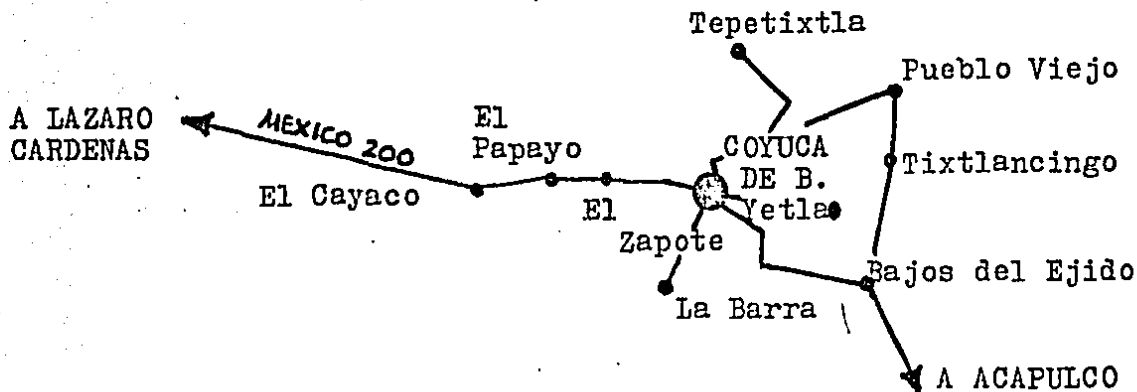 Tepetixtla
Pueblo Viejo
A LAZARO
CARDENAS
MEXICO 200
El
Papayo
COYUCA
DE B.
Tixtlancingo
El Cayaco
El
Zapote
Yetla
Bajos del Ejido
La Barra
A ACAPULCO